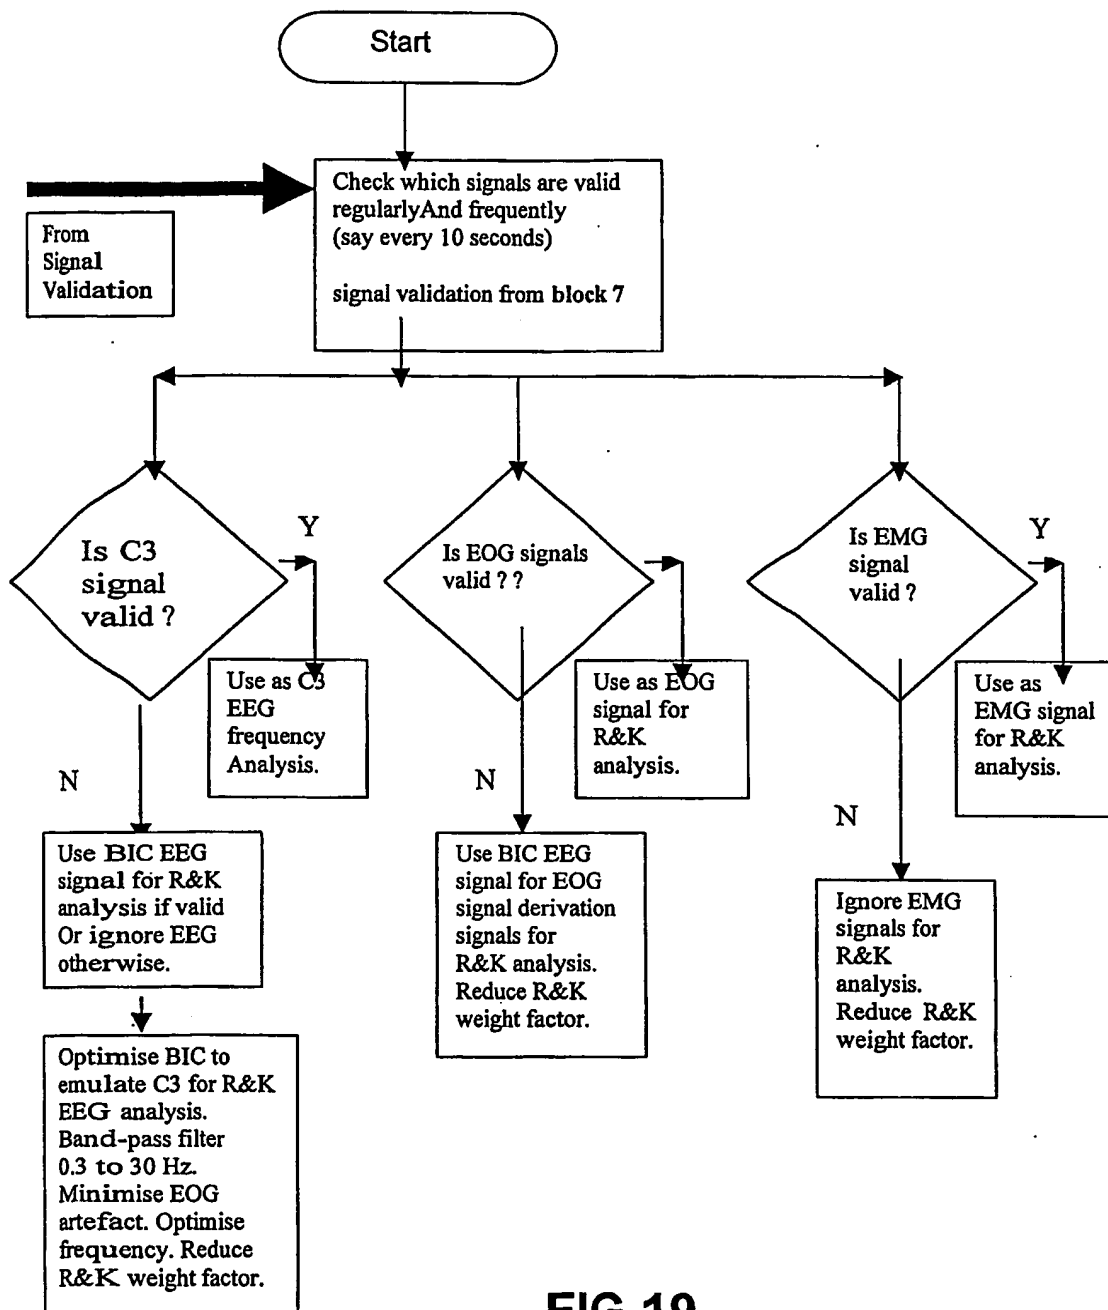 Start
Check which signals are valid
regularlyAnd frequently
(say every 10 seconds)
signal validation from block 7
From
Signal
Validation
Is C3
signal
valid ?
Y
Is EOG signals
valid ? ?
Is EMG
signal
valid ?
Y
Use as C3
EEG
frequency
Analysis.
Use as EOG
signal for
R&K
analysis.
Use as
EMG signal
for R&K
analysis.
N
N
N
Use BIC EEG
signal for R&K
analysis if valid
Or ignore EEG
otherwise.
Use BIC EEG
signal for EOG
signal derivation
signals for
R&K analysis.
Reduce R&K
weight factor.
Ignore EMG
signals for
R&K
analysis.
Reduce R&K
weight factor.
Optimise BIC to
emulate C3 for R&K
EEG analysis.
Band-pass filter
0.3 to 30 Hz.
Minimise EOG
artefact. Optimise
frequency. Reduce
R&K weight factor.
FIG 19